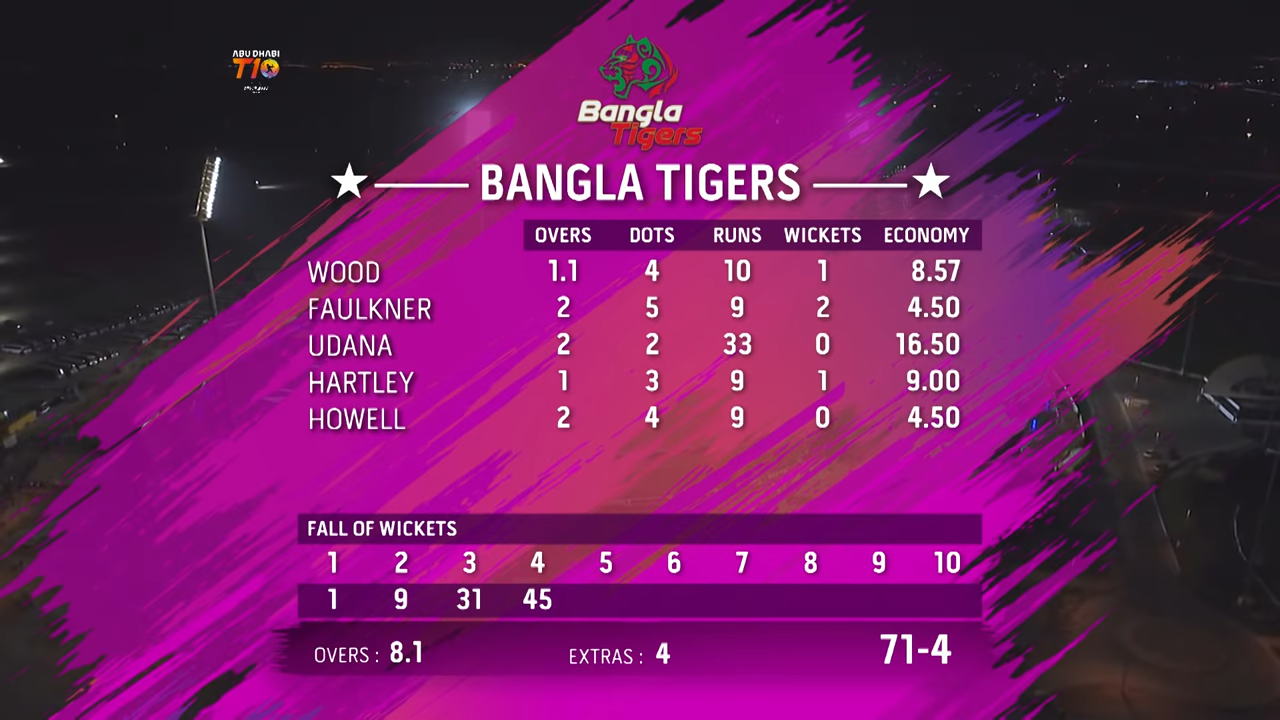 ABU DHABI
T10
Bangla
Tigers
BANGLA TIGERS
OVERS DOTS RUNS WICKETS ECONOMY
WOOD 1.1 4 10 1 8.57
FAULKNER 2 5 9 2 4.50
UDANA 2 2 33 0 16.50
HARTLEY 1 3 9 1 9.00
HOWELL 2 4 9 0 4.50
FALL OF WICKETS
1 2 3 4 5 6 7 8 9 10
1 9 31 45
OVERS : 8.1 EXTRAS : 4 71-4